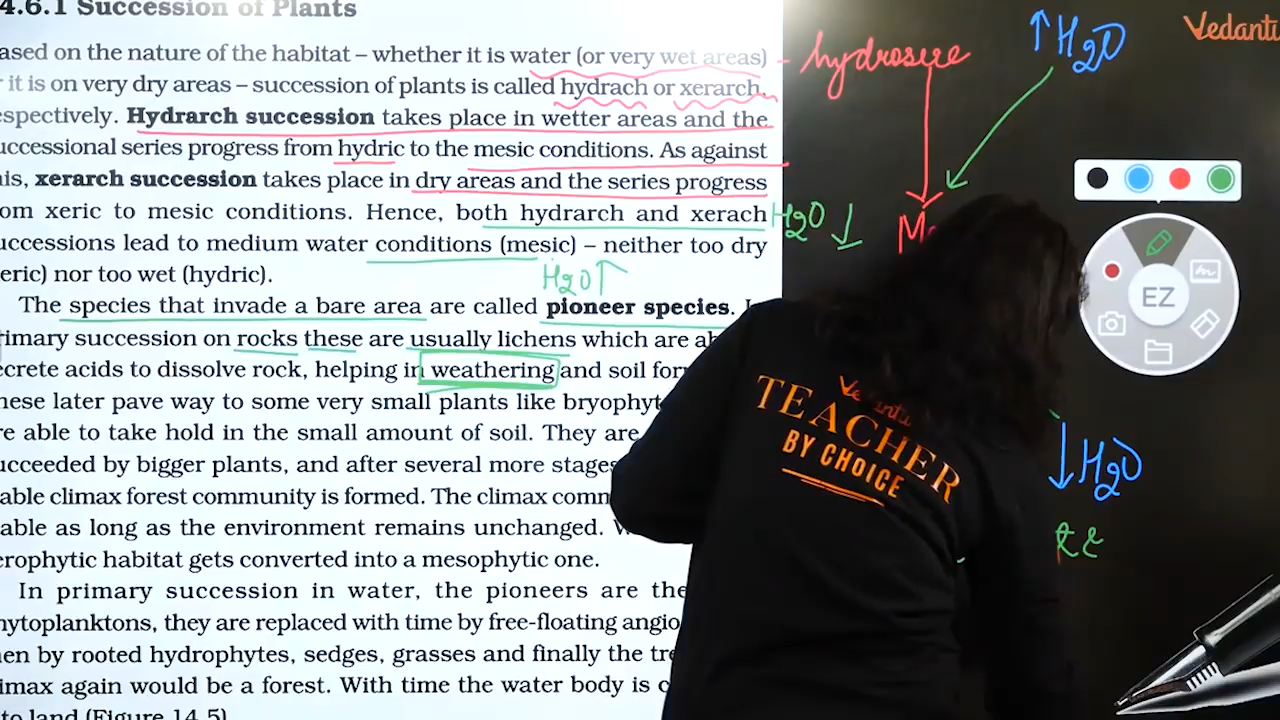 4.6.1 Succession of Plants
ased on the nature of the habitat – whether it is water (or very wet areas)
it is on very dry areas – succession of plants is called hydrach or xerarch,
espectively. Hydrarch succession takes place in wetter areas and the
uccessional series progress from hydric to the mesic conditions. As against
is, xerarch succession takes place in dry areas and the series progress
om xeric to mesic conditions. Hence, both hydrarch and xerach
uccessions lead to medium water conditions (mesic) – neither too dry
eric) nor too wet (hydric).
H2O↑
The species that invade a bare area are called pioneer species.
rimary succession on rocks these are usually lichens which are ab
ecrete acids to dissolve rock, helping in weathering and soil for
hese later pave way to some very small plants like bryophyt
re able to take hold in the small amount of soil. They are
ucceeded by bigger plants, and after several more stages
able climax forest community is formed. The climax comm
able as long as the environment remains unchanged.
erophytic habitat gets converted into a mesophytic one.
In primary succession in water, the pioneers are the
hytoplanktons, they are replaced with time by free-floating angio
en by rooted hydrophytes, sedges, grasses and finally the tre
imax again would be a forest. With time the water body is c
to land (Figure 14.5).
– hydrosere
↑H2O
Vedantu
H2O↓
M
EZ
Vedantu
TEACHER
BY CHOICE
↓H2O